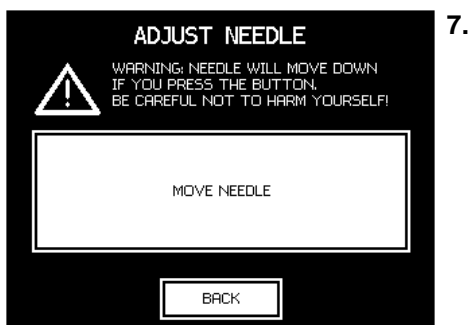 ADJUST NEEDLE
7.
WARNING: NEEDLE WILL MOVE DOWN
IF YOU PRESS THE BUTTON.
BE CAREFUL NOT TO HARM YOURSELF!
MOVE NEEDLE
BACK